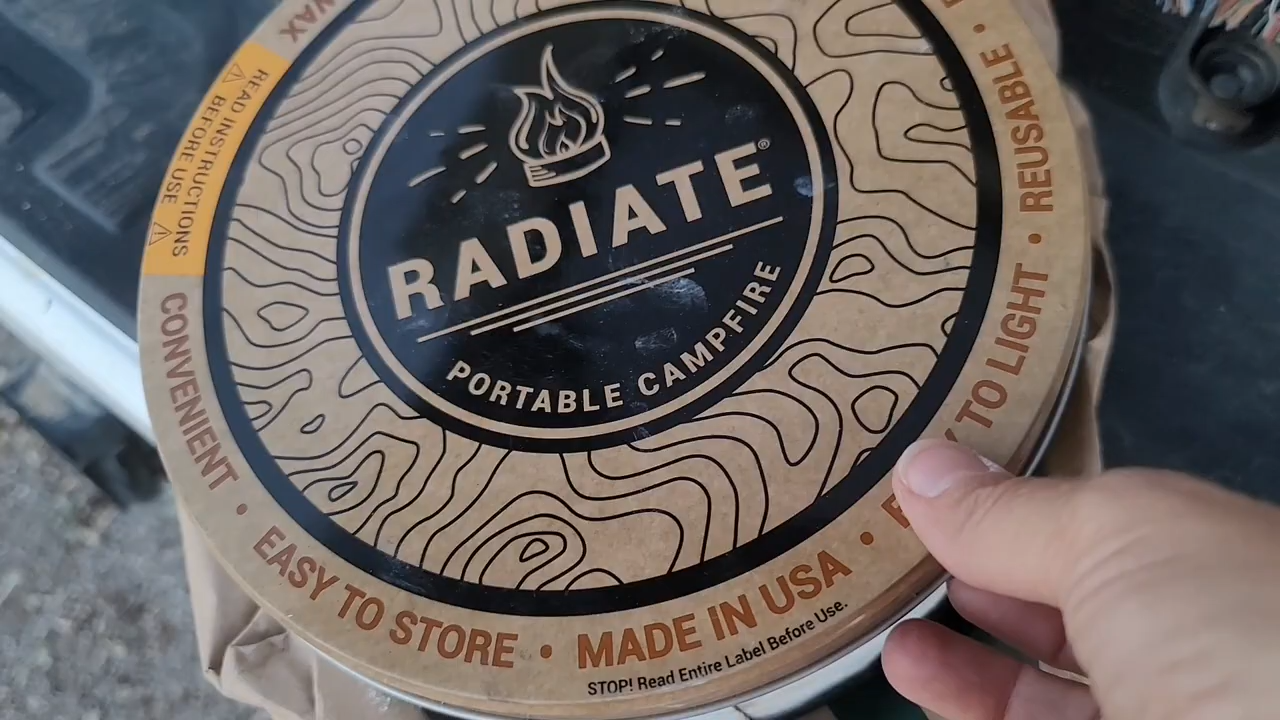 RADIATE®
PORTABLE CAMPFIRE
WAX
⚠ READ INSTRUCTIONS
BEFORE USE ⚠
CONVENIENT • EASY TO STORE • MADE IN USA •
TO LIGHT • REUSABLE •
STOP! Read Entire Label Before Use.